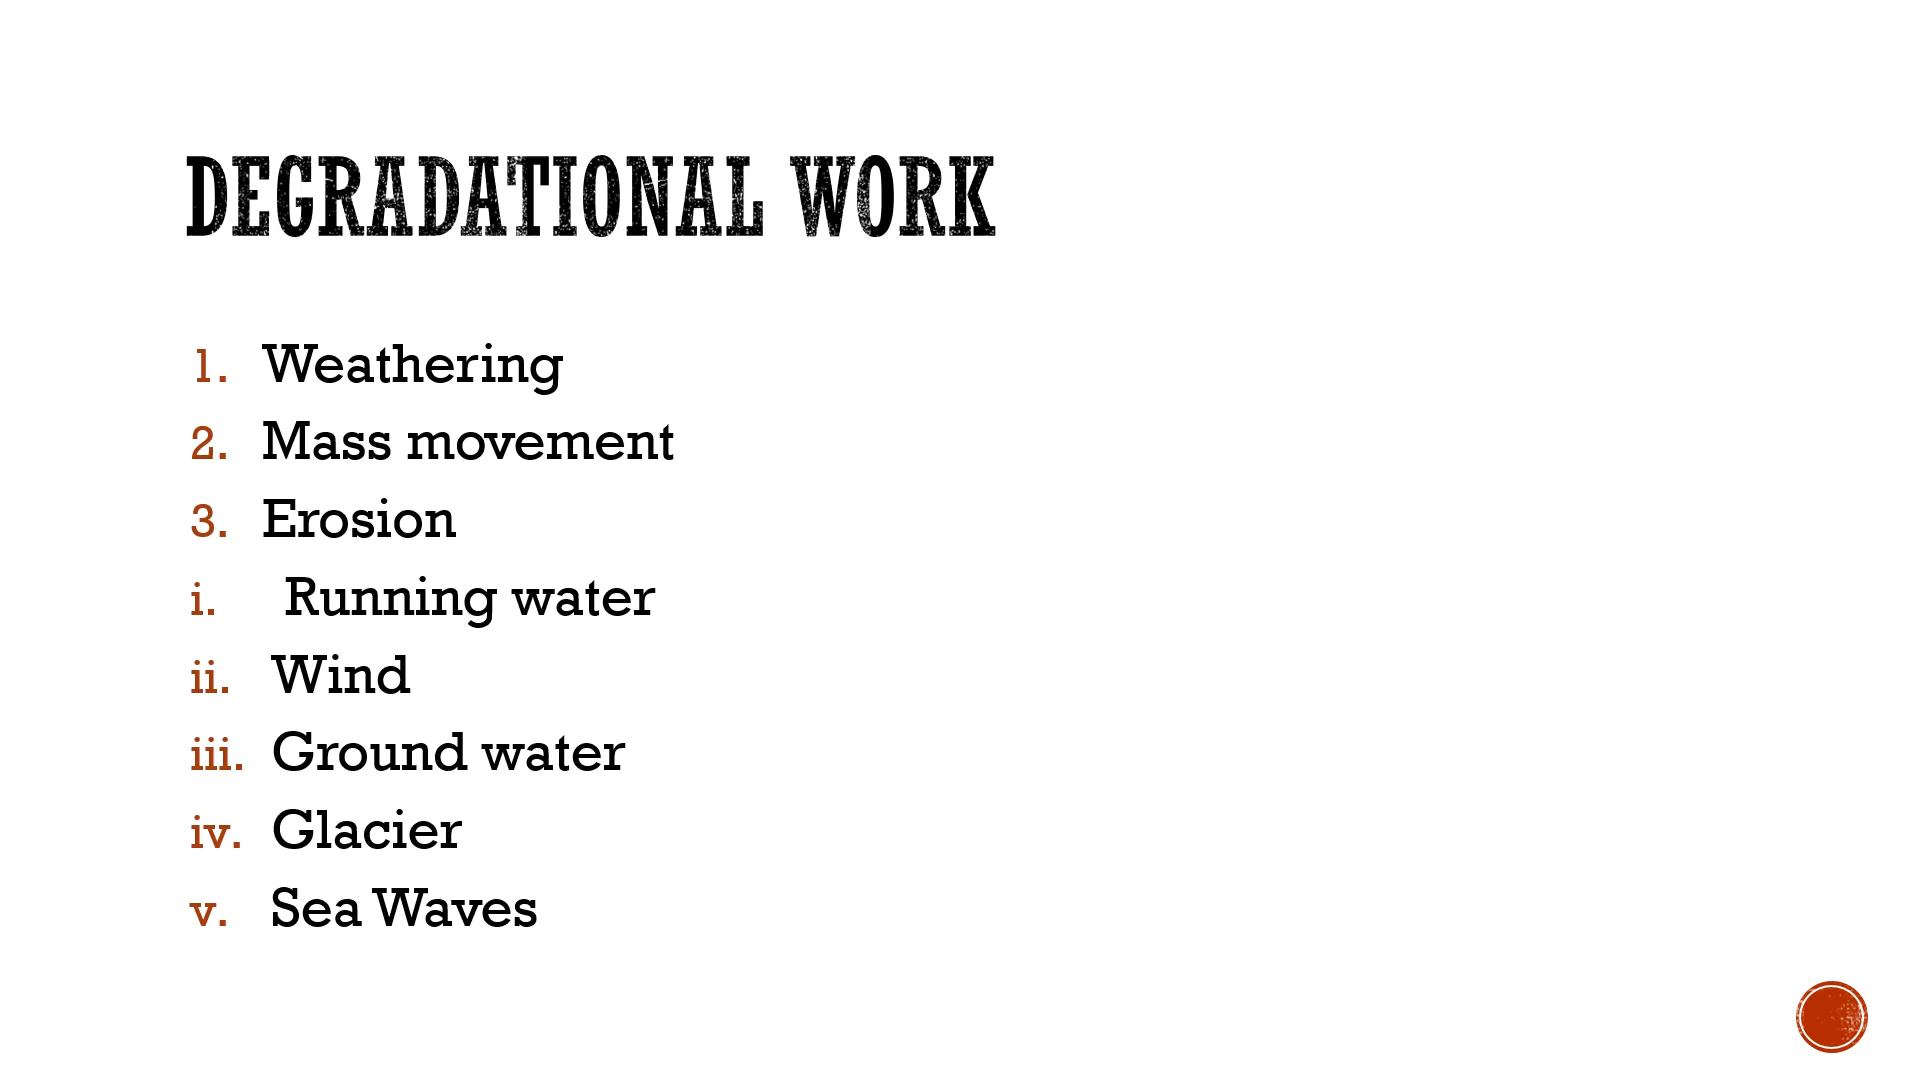 DEGRADATIONAL WORK
1. Weathering
2. Mass movement
3. Erosion
i. Running water
ii. Wind
iii. Ground water
iv. Glacier
v. Sea Waves